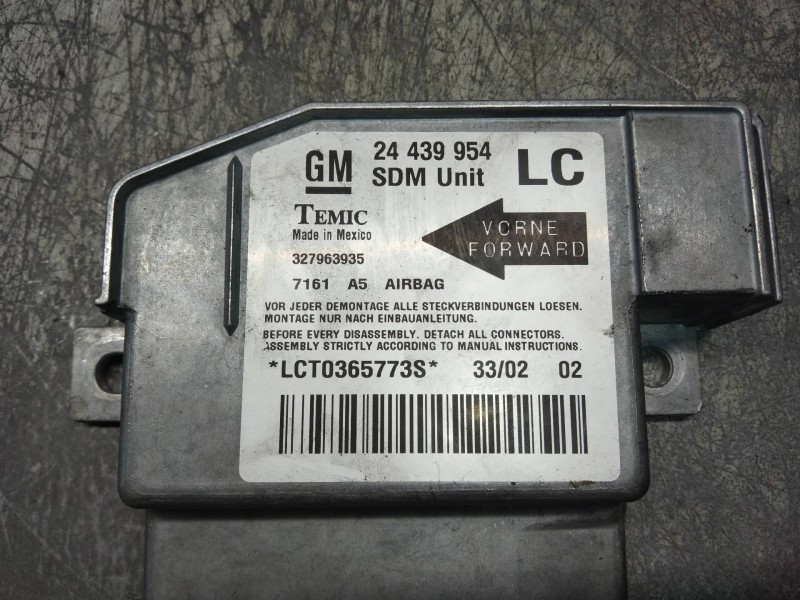 GM 24 439 954 LC
SDM Unit
TEMIC
Made in Mexico
VORNE
FORWARD
327963935
7161 A5 AIRBAG
VOR JEDER DEMONTAGE ALLE STECKVERBINDUNGEN LOESEN.
MONTAGE NUR NACH EINBAUANLEITUNG.
BEFORE EVERY DISASSEMBLY. DETACH ALL CONNECTORS.
ASSEMBLY STRICTLY ACCORDING TO MANUAL INSTRUCTIONS.
*LCT0365773S* 33/02 02